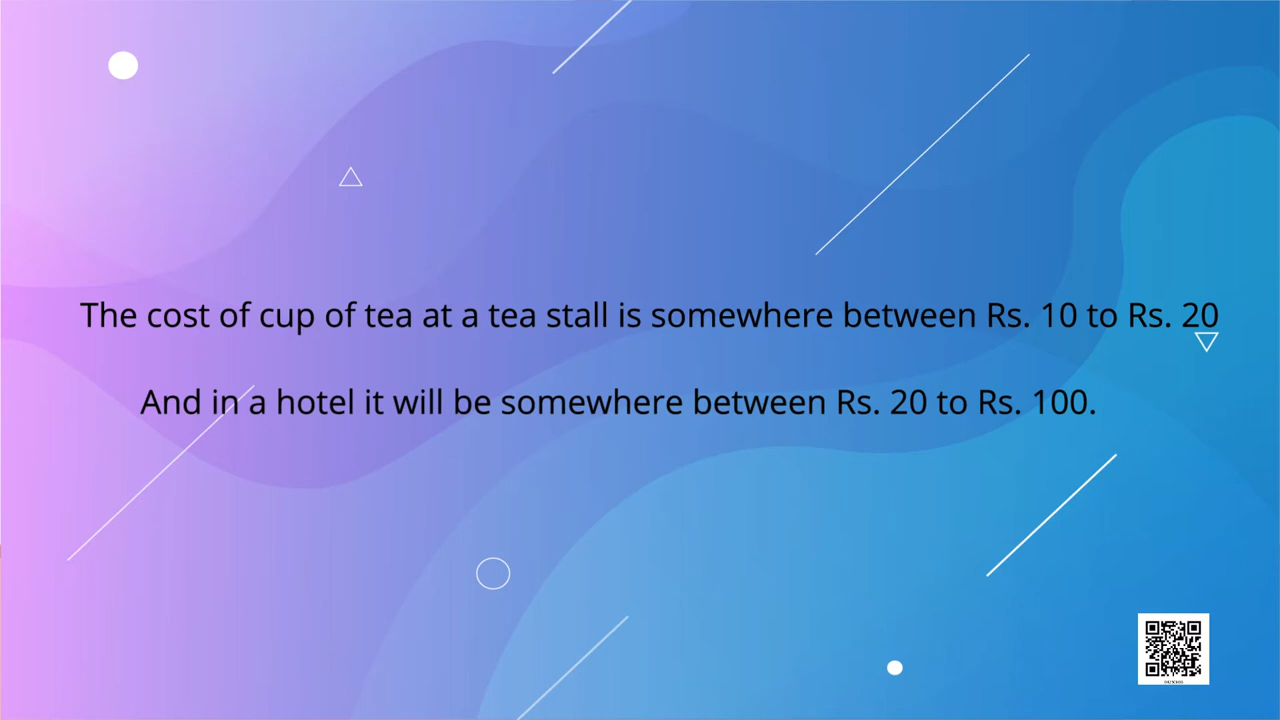 The cost of cup of tea at a tea stall is somewhere between Rs. 10 to Rs. 20
And in a hotel it will be somewhere between Rs. 20 to Rs. 100.